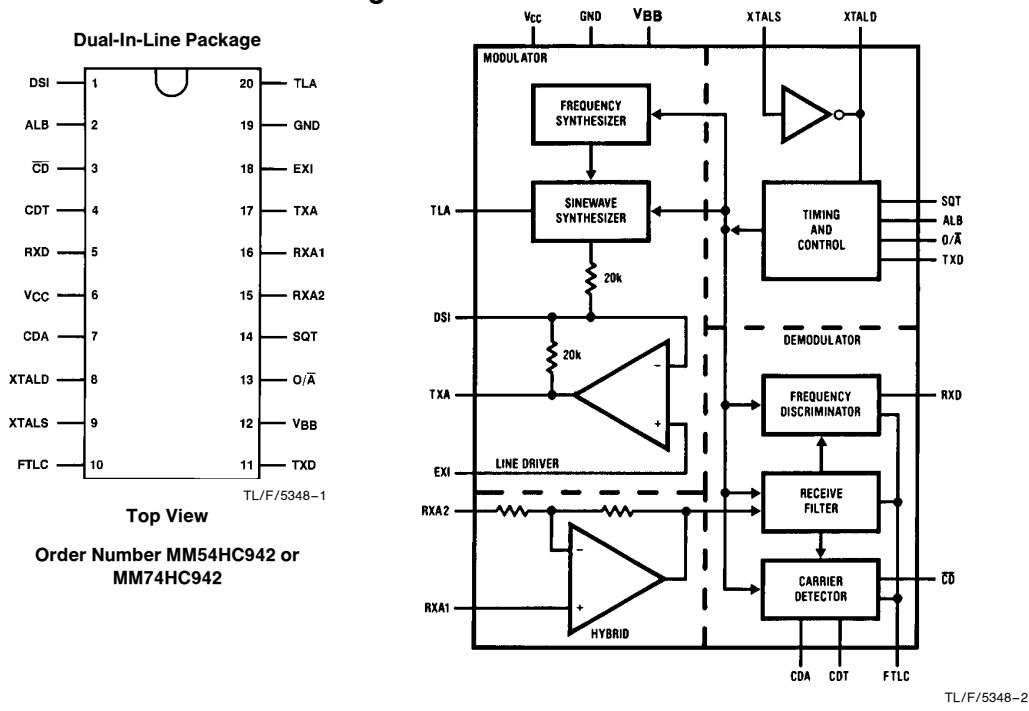 Dual-In-Line Package
DSI 1 20 TLA
ALB 2 19 GND
C̅D̅ 3 18 EXI
CDT 4 17 TXA
RXD 5 16 RXA1
VCC 6 15 RXA2
CDA 7 14 SQT
XTALD 8 13 O/A̅
XTALS 9 12 VBB
FTLC 10 11 TXD
TL/F/5348–1
Top View
Order Number MM54HC942 or
MM74HC942
VCC GND VBB XTALS XTALD
MODULATOR
FREQUENCY
SYNTHESIZER
SINEWAVE
SYNTHESIZER
TLA
20k
TIMING
AND
CONTROL
SQT
ALB
O/A̅
TXD
DSI
20k
TXA
−
+
EXI
LINE DRIVER
DEMODULATOR
FREQUENCY
DISCRIMINATOR
RXD
RECEIVE
FILTER
CARRIER
DETECTOR
C̅D̅
RXA2
−
+
RXA1
HYBRID
CDA CDT FTLC
TL/F/5348–2